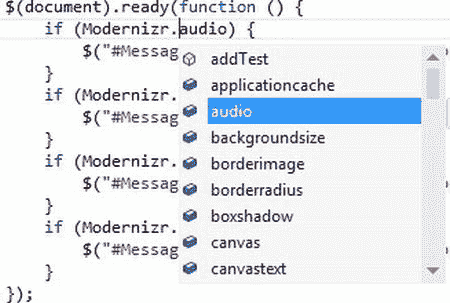 $(document).ready(function () {
if (Modernizr.audio) {
$("#Messag
addTest
}
applicationcache
if (Modernizr.
audio
$("#Messag
backgroundsize
}
borderimage
if (Modernizr.
borderradius
$("#Messag
boxshadow
}
if (Modernizr.
canvas
$("#Messag
canvastext
}
});